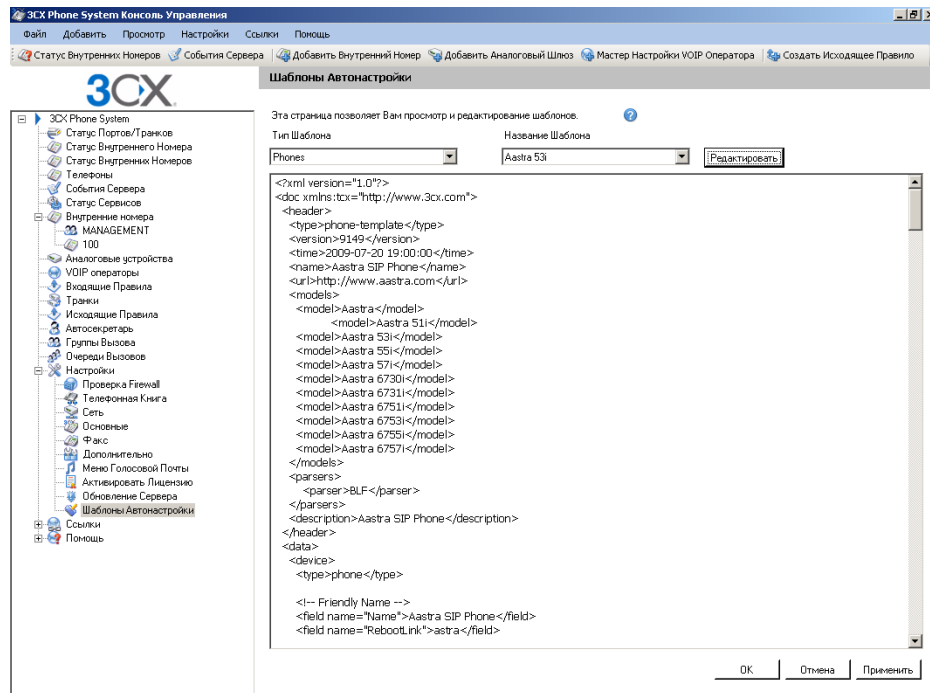 3CX Phone System Консоль Управления
Файл Добавить Просмотр Настройки Ссылки Помощь
Статус Внутренних Номеров События Сервера Добавить Внутренний Номер Добавить Аналоговый Шлюз Мастер Настройки VOIP Оператора Создать Исходящее Правило
3CX
3CX Phone System
Статус Портов/Транков
Статус Внутреннего Номера
Статус Внутренних Номеров
Телефоны
События Сервера
Статус Сервисов
Внутренние номера
MANAGEMENT
100
Аналоговые устройства
VOIP операторы
Входящие Правила
Транки
Исходящие Правила
Автосекретарь
Группы Вызова
Очереди Вызовов
Настройки
Проверка Firewall
Телефонная Книга
Сеть
Основные
Факс
Дополнительно
Меню Голосовой Почты
Активировать Лицензию
Обновление Сервера
Шаблоны Автонастройки
Ссылки
Помощь
Шаблоны Автонастройки
Эта страница позволяет Вам просмотр и редактирование шаблонов.
Тип Шаблона Название Шаблона
Phones Aastra 53i Редактировать
<?xml version="1.0"?>
<doc xmlns:tcx="http://www.3cx.com">
<header>
<type>phone-template</type>
<version>9149</version>
<time>2009-07-20 19:00:00</time>
<name>Aastra SIP Phone</name>
<url>http://www.aastra.com</url>
<models>
<model>Aastra</model>
<model>Aastra 51i</model>
<model>Aastra 53i</model>
<model>Aastra 55i</model>
<model>Aastra 57i</model>
<model>Aastra 6730i</model>
<model>Aastra 6731i</model>
<model>Aastra 6751i</model>
<model>Aastra 6753i</model>
<model>Aastra 6755i</model>
<model>Aastra 6757i</model>
</models>
<parsers>
<parser>BLF</parser>
</parsers>
<description>Aastra SIP Phone</description>
</header>
<data>
<device>
<type>phone</type>
<!-- Friendly Name -->
<field name="Name">Aastra SIP Phone</field>
<field name="RebootLink">astra</field>
OK Отмена Применить